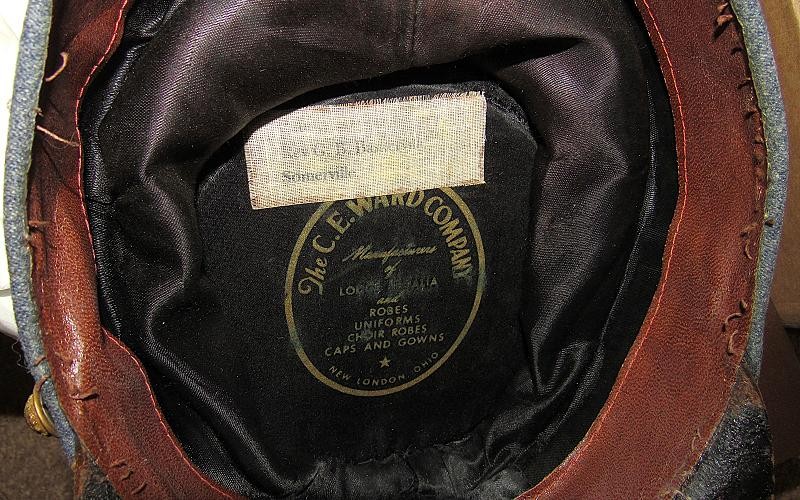 Rev G. B.
Somerville
The C. E. WARD COMPANY
Manufacturers
of
LODGE REGALIA
and
ROBES
UNIFORMS
CHOIR ROBES
CAPS AND GOWNS
NEW LONDON, OHIO